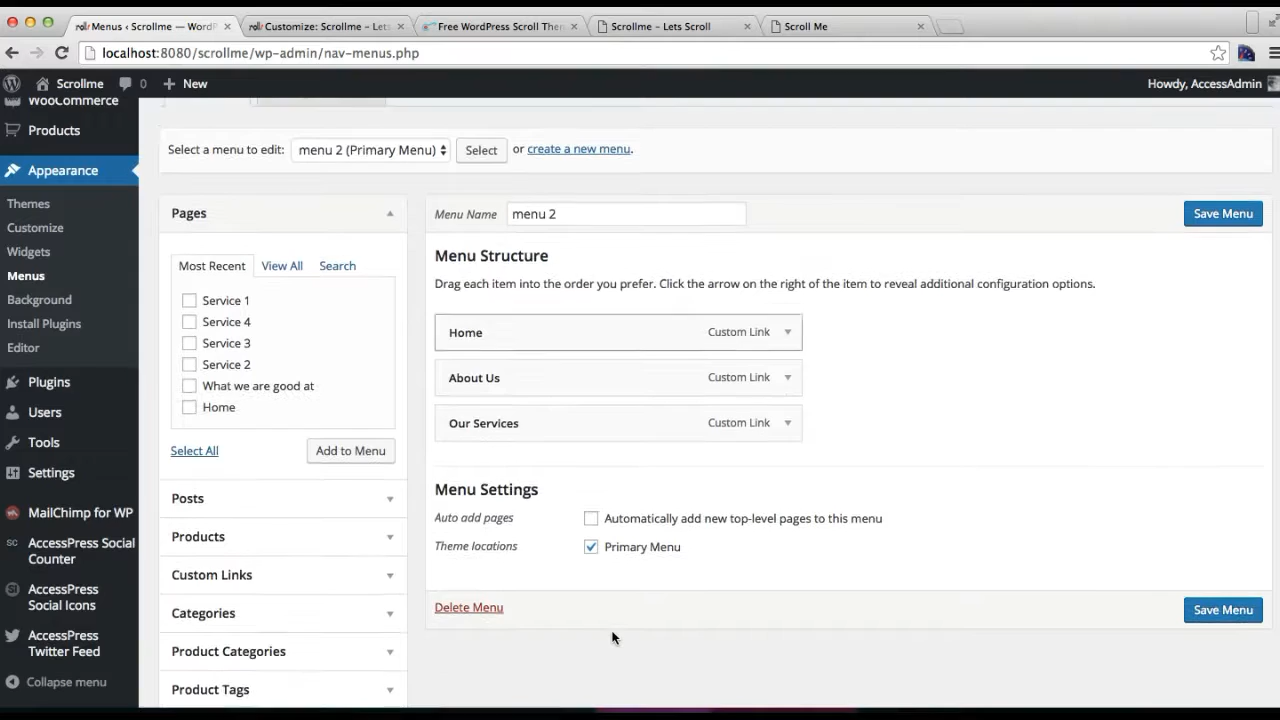 Menus ‹ Scrollme — WordP
Customize: Scrollme – Lets
Free WordPress Scroll Them
Scrollme – Lets Scroll
Scroll Me
localhost:8080/scrollme/wp-admin/nav-menus.php
Scrollme
0
New
Howdy, AccessAdmin
WooCommerce
Products
Appearance
Themes
Customize
Widgets
Menus
Background
Install Plugins
Editor
Plugins
Users
Tools
Settings
MailChimp for WP
SC
AccessPress Social
Counter
SI
AccessPress
Social Icons
AccessPress
Twitter Feed
Collapse menu
Select a menu to edit:
menu 2 (Primary Menu)
Select
or create a new menu.
Pages
Most Recent
View All
Search
Service 1
Service 4
Service 3
Service 2
What we are good at
Home
Select All
Add to Menu
Posts
Products
Custom Links
Categories
Product Categories
Product Tags
Menu Name
menu 2
Save Menu
Menu Structure
Drag each item into the order you prefer. Click the arrow on the right of the item to reveal additional configuration options.
Home
Custom Link
About Us
Custom Link
Our Services
Custom Link
Menu Settings
Auto add pages
Automatically add new top-level pages to this menu
Theme locations
Primary Menu
Delete Menu
Save Menu